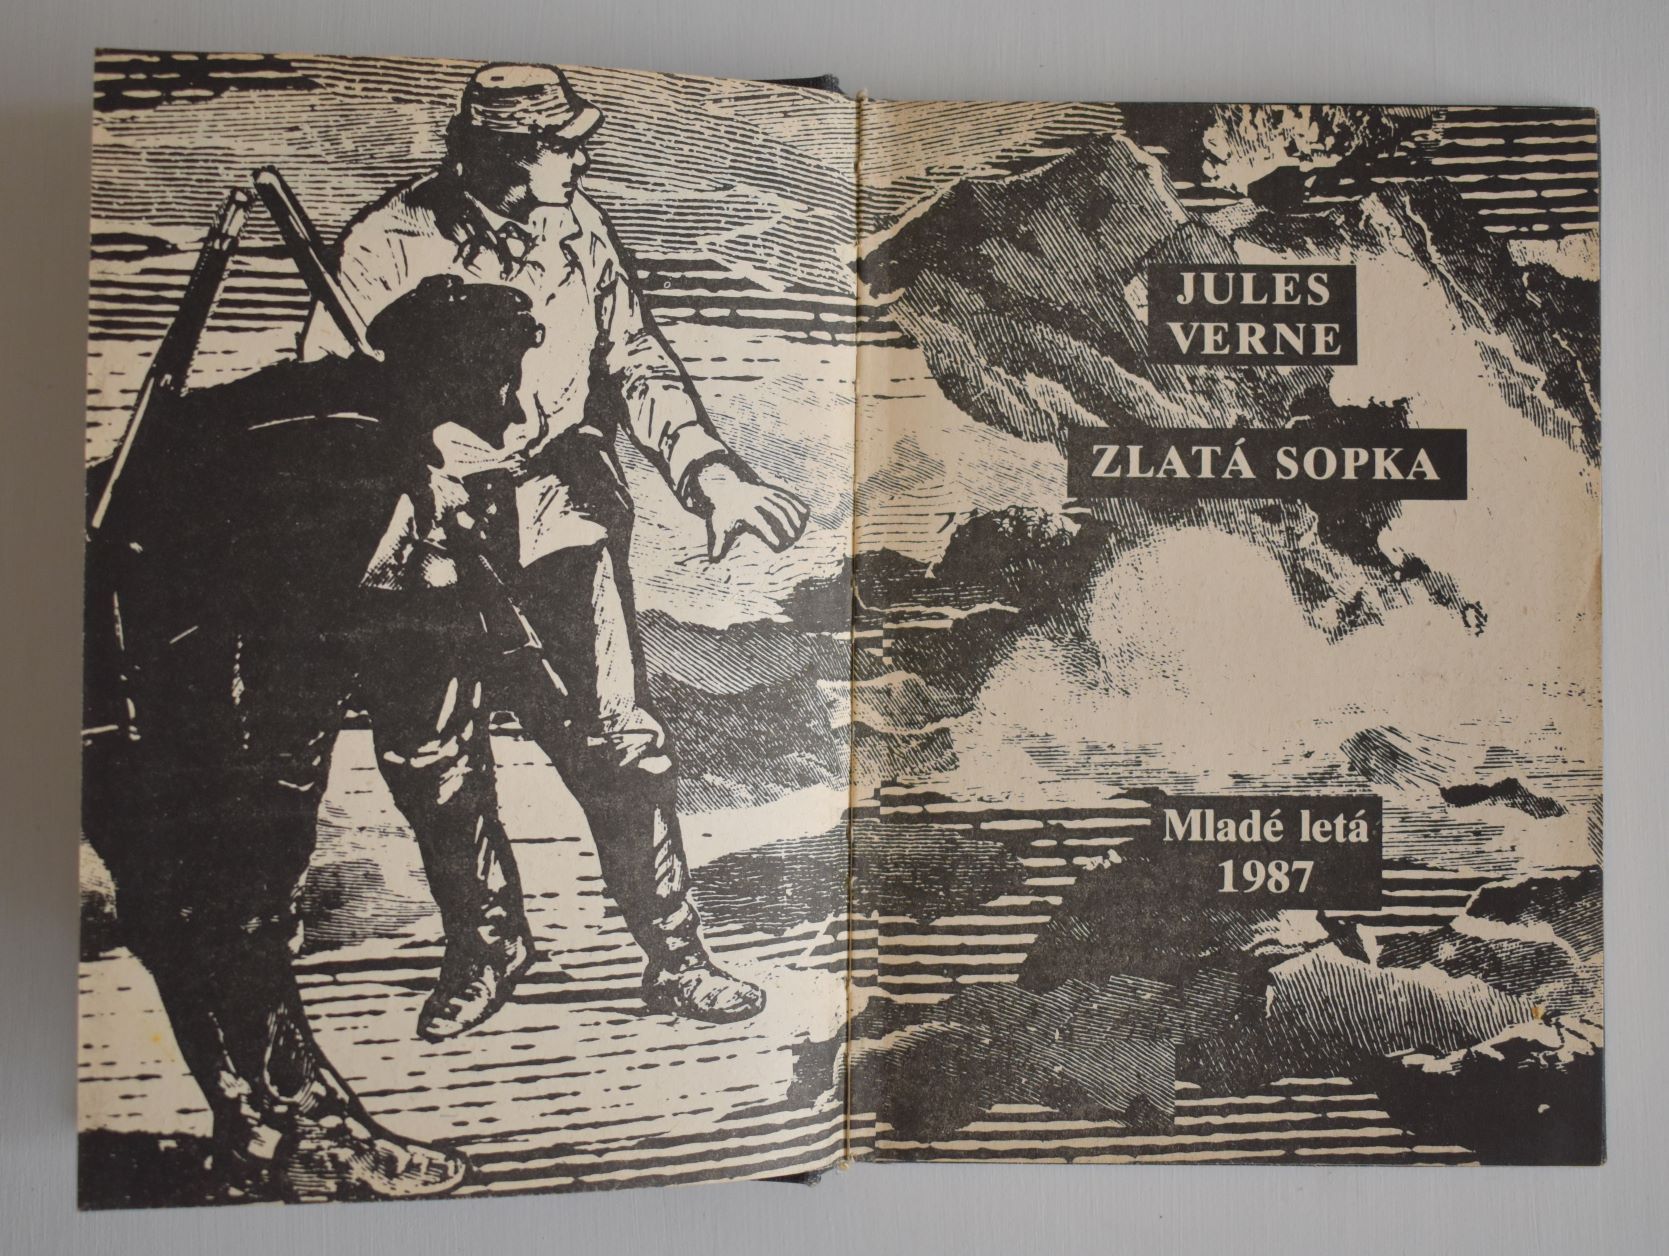 JULES
VERNE
ZLATÁ SOPKA
Mladé letá
1987